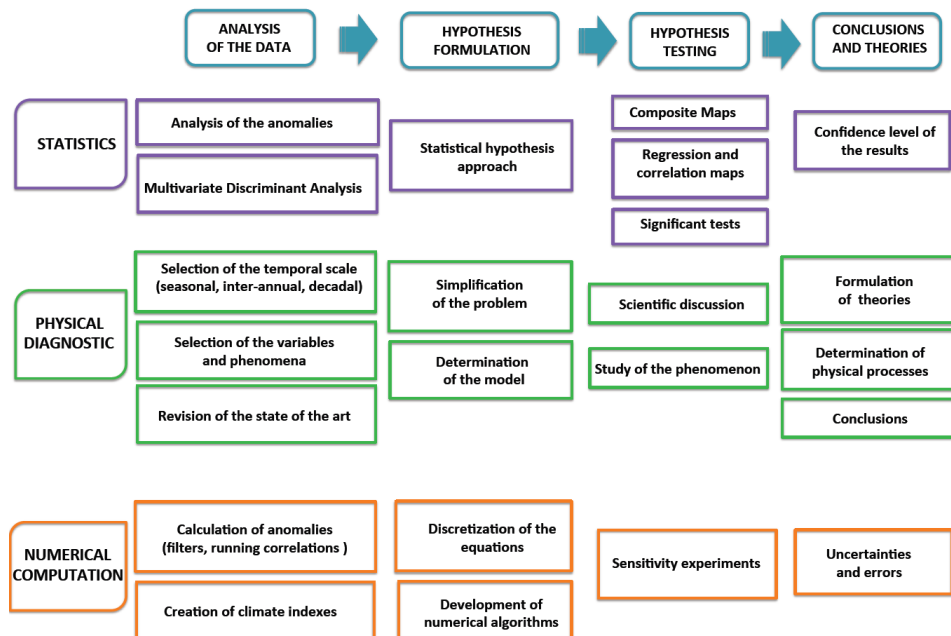 ANALYSIS
OF THE DATA
HYPOTHESIS
FORMULATION
HYPOTHESIS
TESTING
CONCLUSIONS
AND THEORIES
STATISTICS
Analysis of the anomalies
Multivariate Discriminant Analysis
Statistical hypothesis
approach
Composite Maps
Regression and
correlation maps
Significant tests
Confidence level of
the results
PHYSICAL
DIAGNOSTIC
Selection of the temporal scale
(seasonal, inter-annual, decadal)
Selection of the variables
and phenomena
Revision of the state of the art
Simplification
of the problem
Determination
of the model
Scientific discussion
Study of the phenomenon
Formulation
of theories
Determination of
physical processes
Conclusions
NUMERICAL
COMPUTATION
Calculation of anomalies
(filters, running correlations )
Creation of climate indexes
Discretization of the
equations
Development of
numerical algorithms
Sensitivity experiments
Uncertainties
and errors